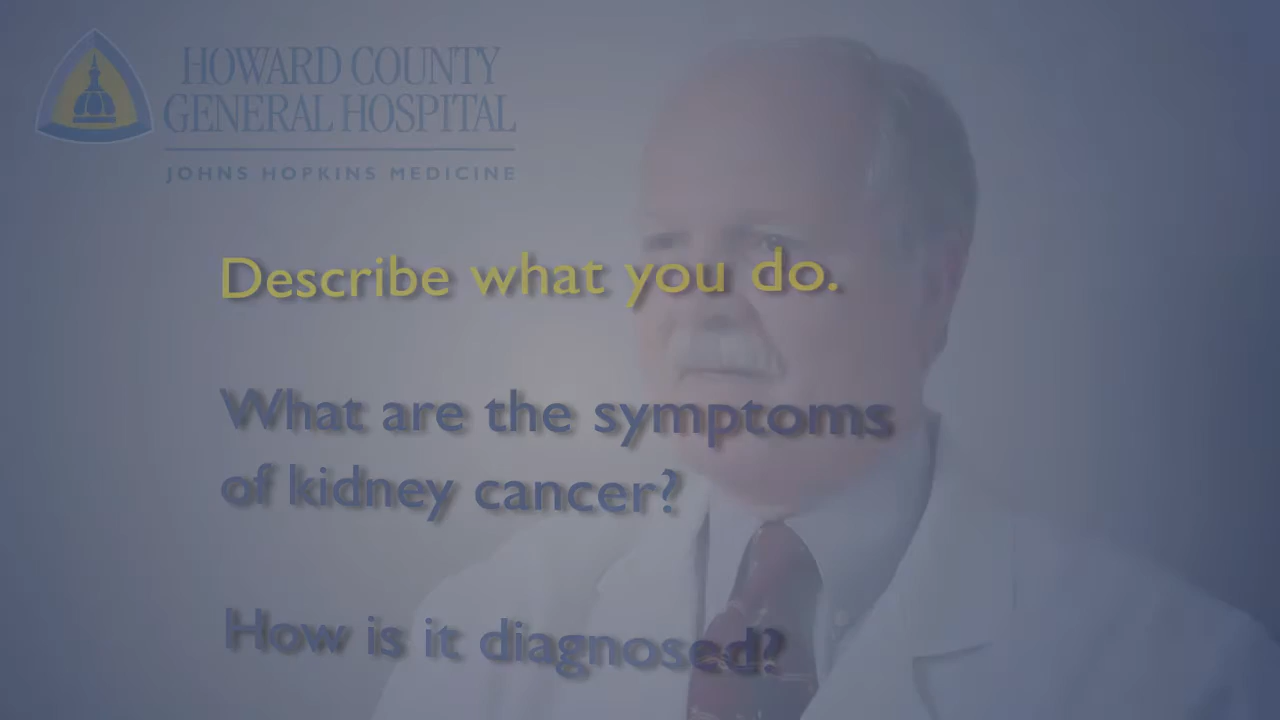 HOWARD COUNTY
GENERAL HOSPITAL
JOHNS HOPKINS MEDICINE
Describe what you do.
What are the symptoms
of kidney cancer?
How is it diagnosed?